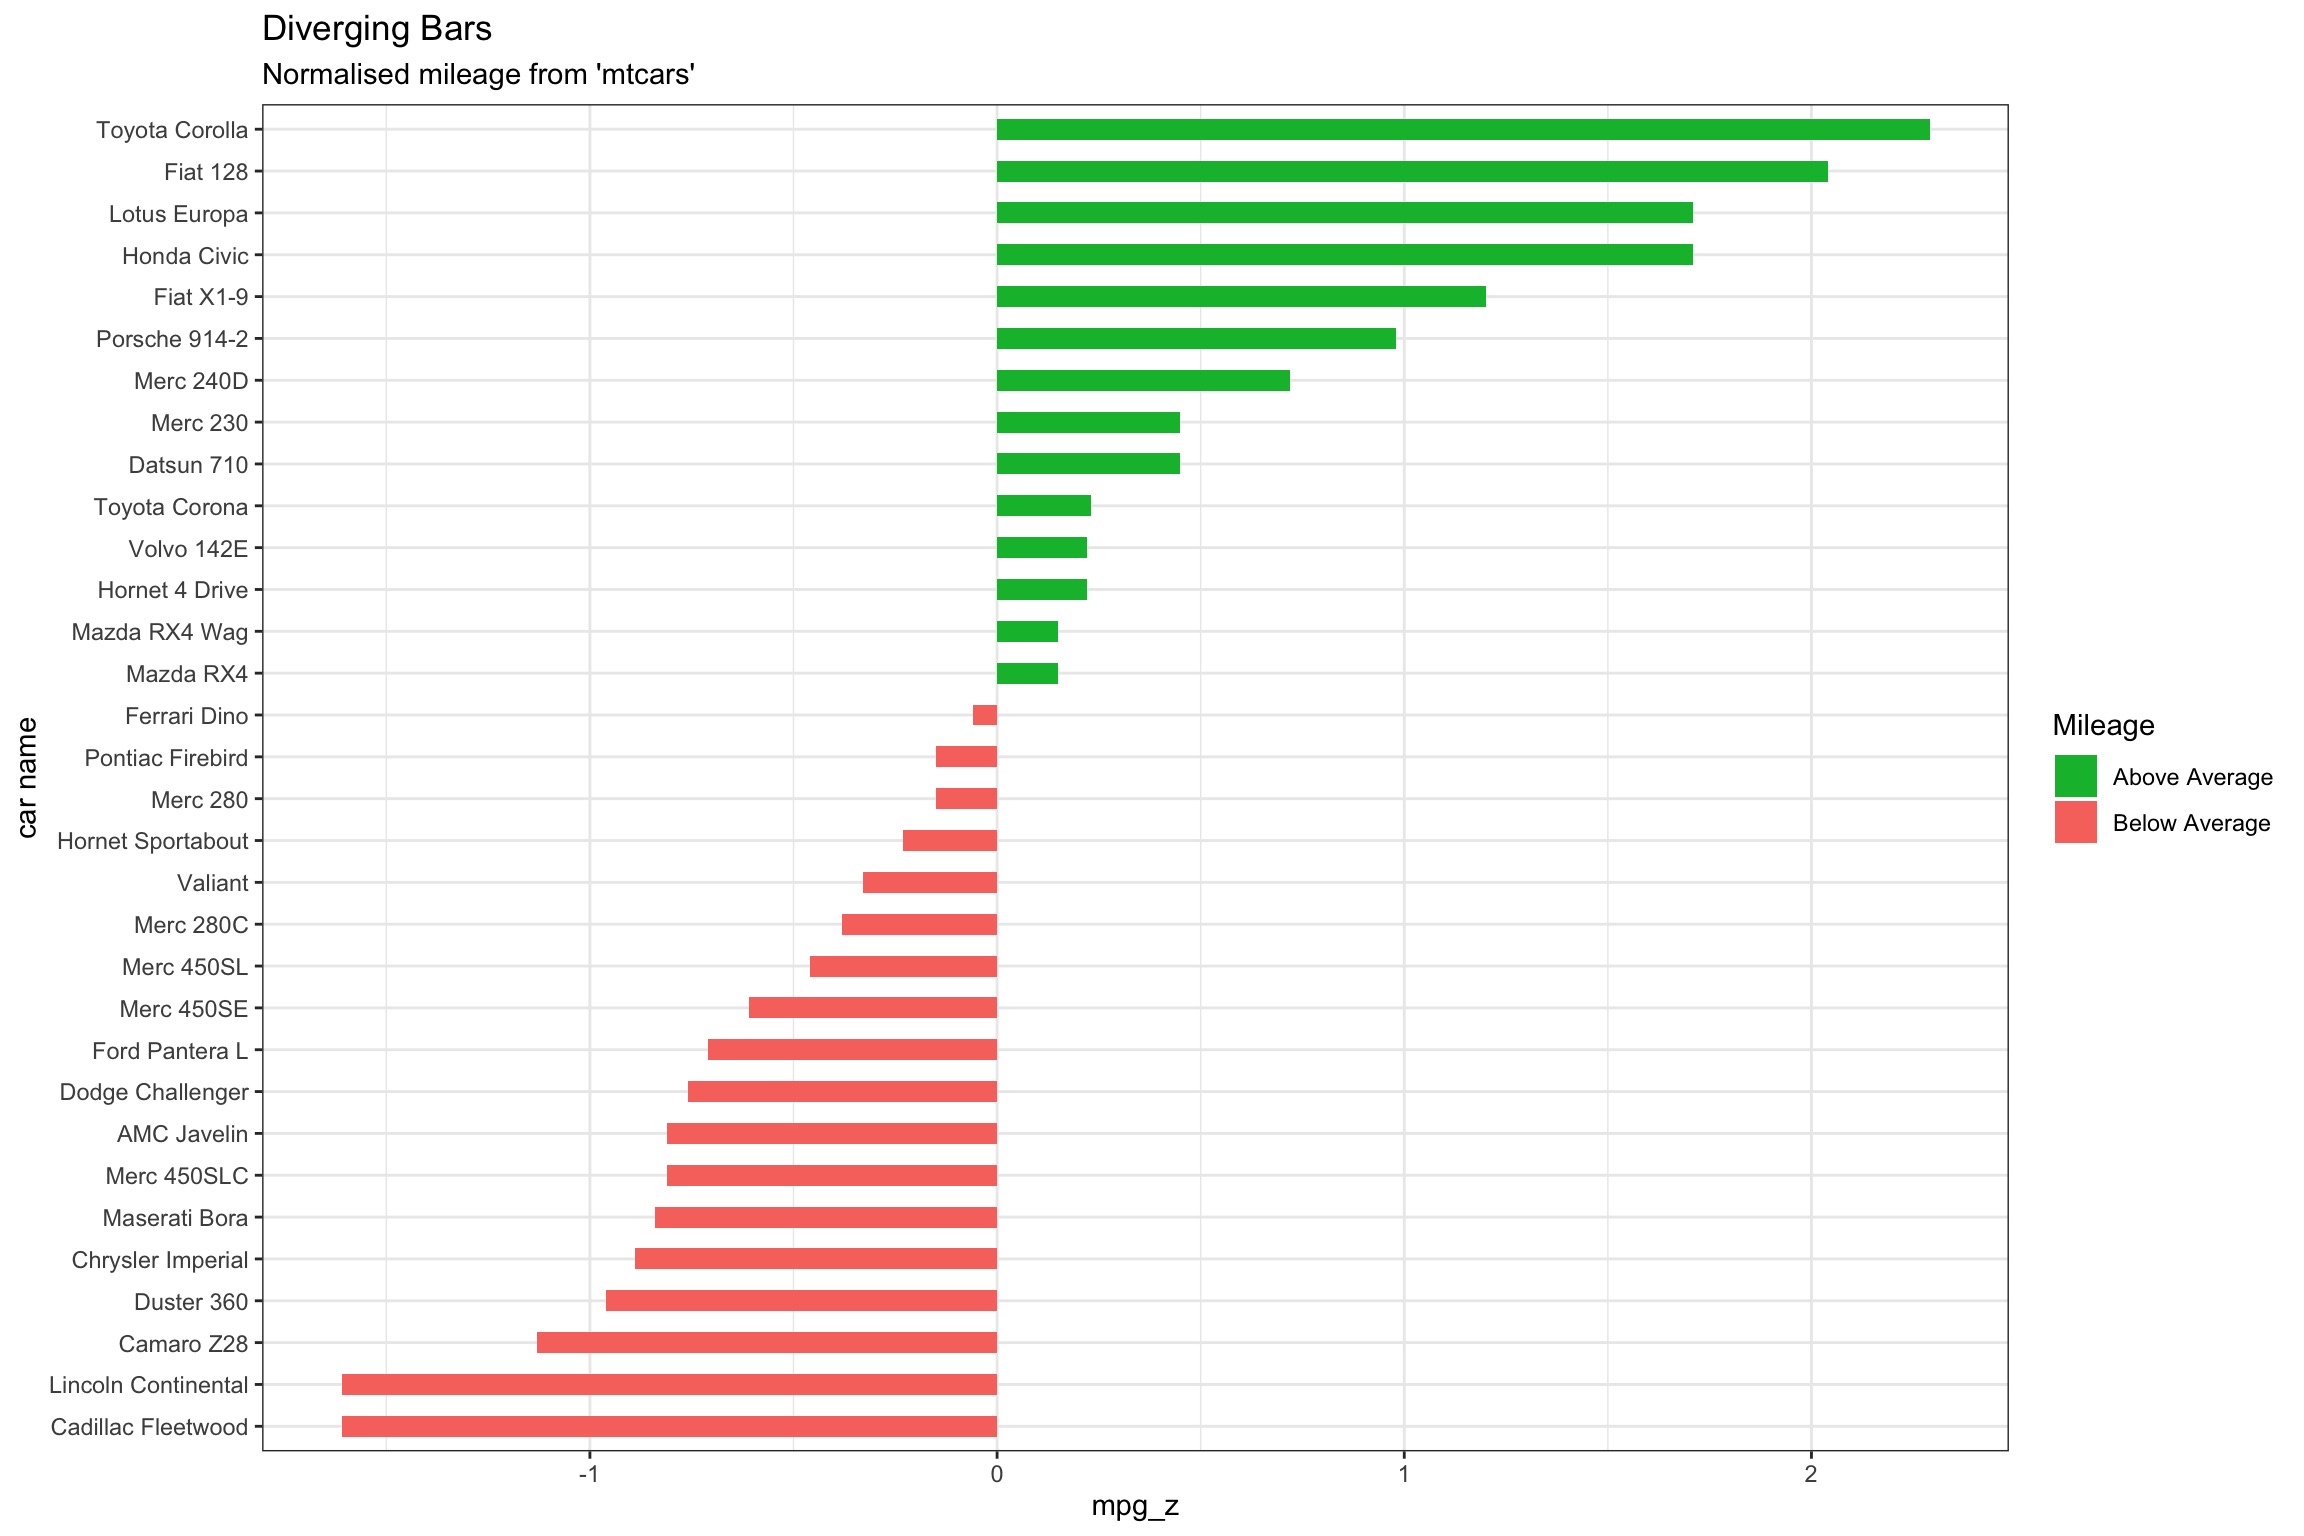 Diverging Bars
Normalised mileage from 'mtcars'
Toyota Corolla
Fiat 128
Lotus Europa
Honda Civic
Fiat X1-9
Porsche 914-2
Merc 240D
Merc 230
Datsun 710
Toyota Corona
Volvo 142E
Hornet 4 Drive
Mazda RX4 Wag
Mazda RX4
Ferrari Dino
Pontiac Firebird
Merc 280
Hornet Sportabout
Valiant
Merc 280C
Merc 450SL
Merc 450SE
Ford Pantera L
Dodge Challenger
AMC Javelin
Merc 450SLC
Maserati Bora
Chrysler Imperial
Duster 360
Camaro Z28
Lincoln Continental
Cadillac Fleetwood
car name
-1 0 1 2
mpg_z
Mileage
Above Average
Below Average